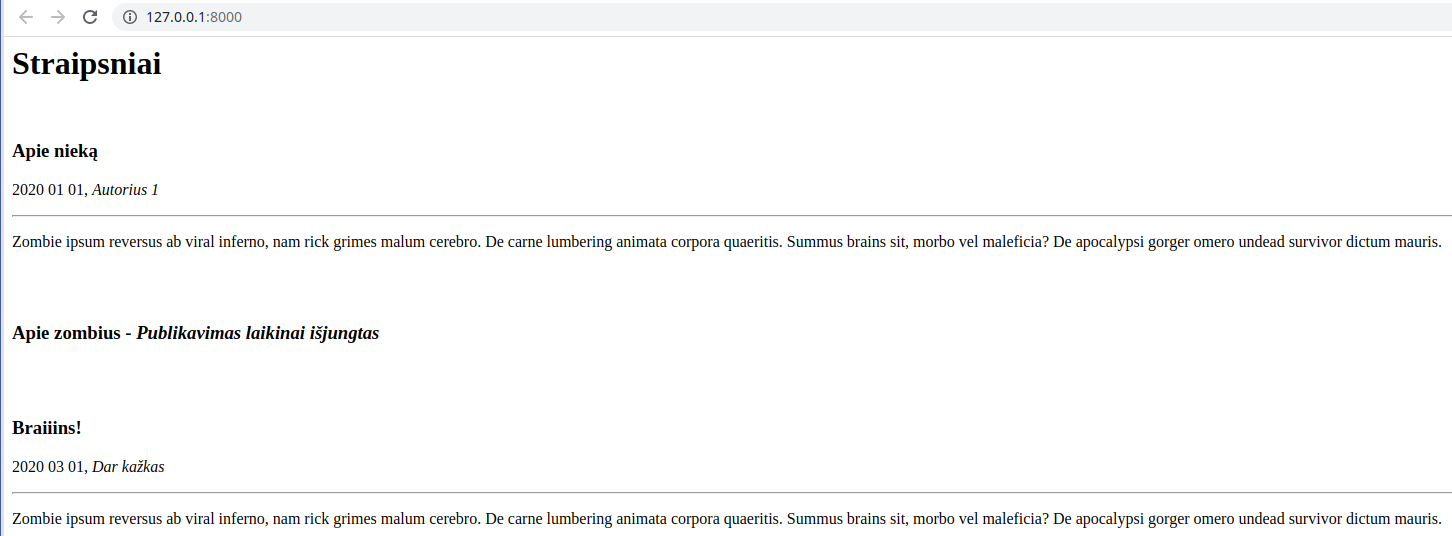 127.0.0.1:8000
Straipsniai
Apie nieką
2020 01 01, Autorius 1
Zombie ipsum reversus ab viral inferno, nam rick grimes malum cerebro. De carne lumbering animata corpora quaeritis. Summus brains sit, morbo vel maleficia? De apocalypsi gorger omero undead survivor dictum mauris.
Apie zombius - Publikavimas laikinai išjungtas
Braiiins!
2020 03 01, Dar kažkas
Zombie ipsum reversus ab viral inferno, nam rick grimes malum cerebro. De carne lumbering animata corpora quaeritis. Summus brains sit, morbo vel maleficia? De apocalypsi gorger omero undead survivor dictum mauris.